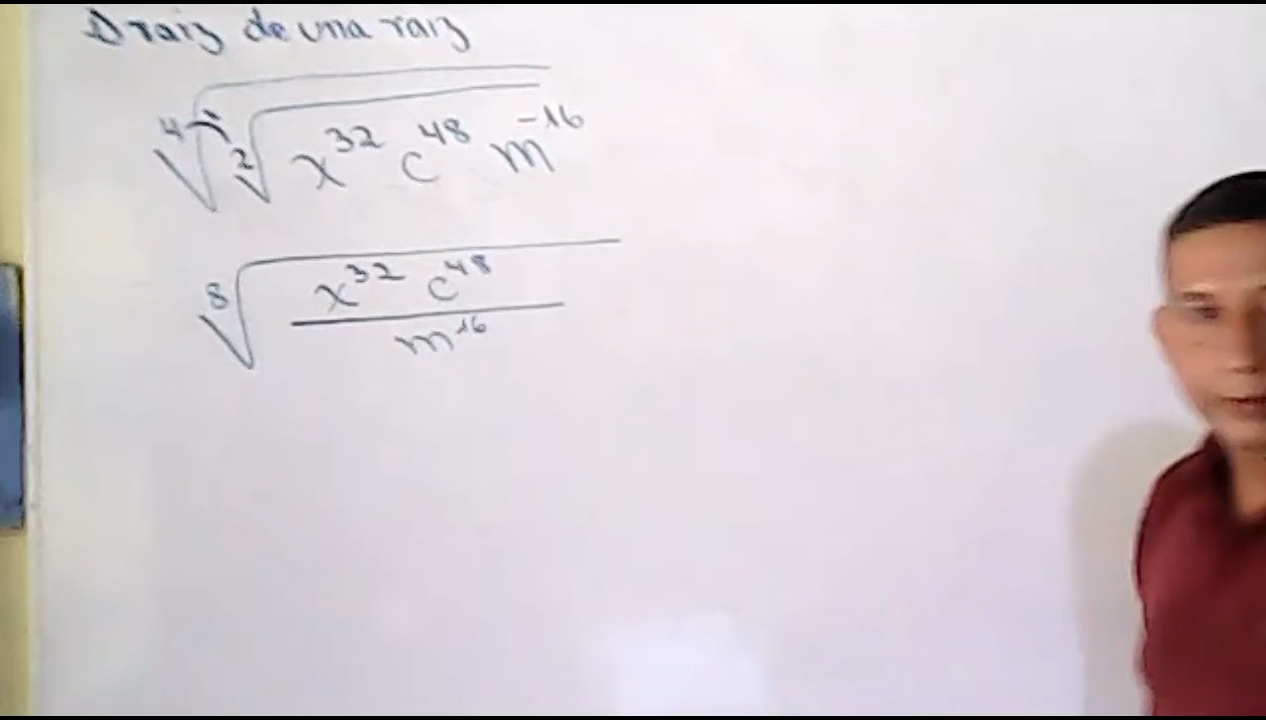 D raiz de una raiz
⁴√²√x³² c⁴⁸ m⁻¹⁶
⁸√x³² c⁴⁸
m¹⁶